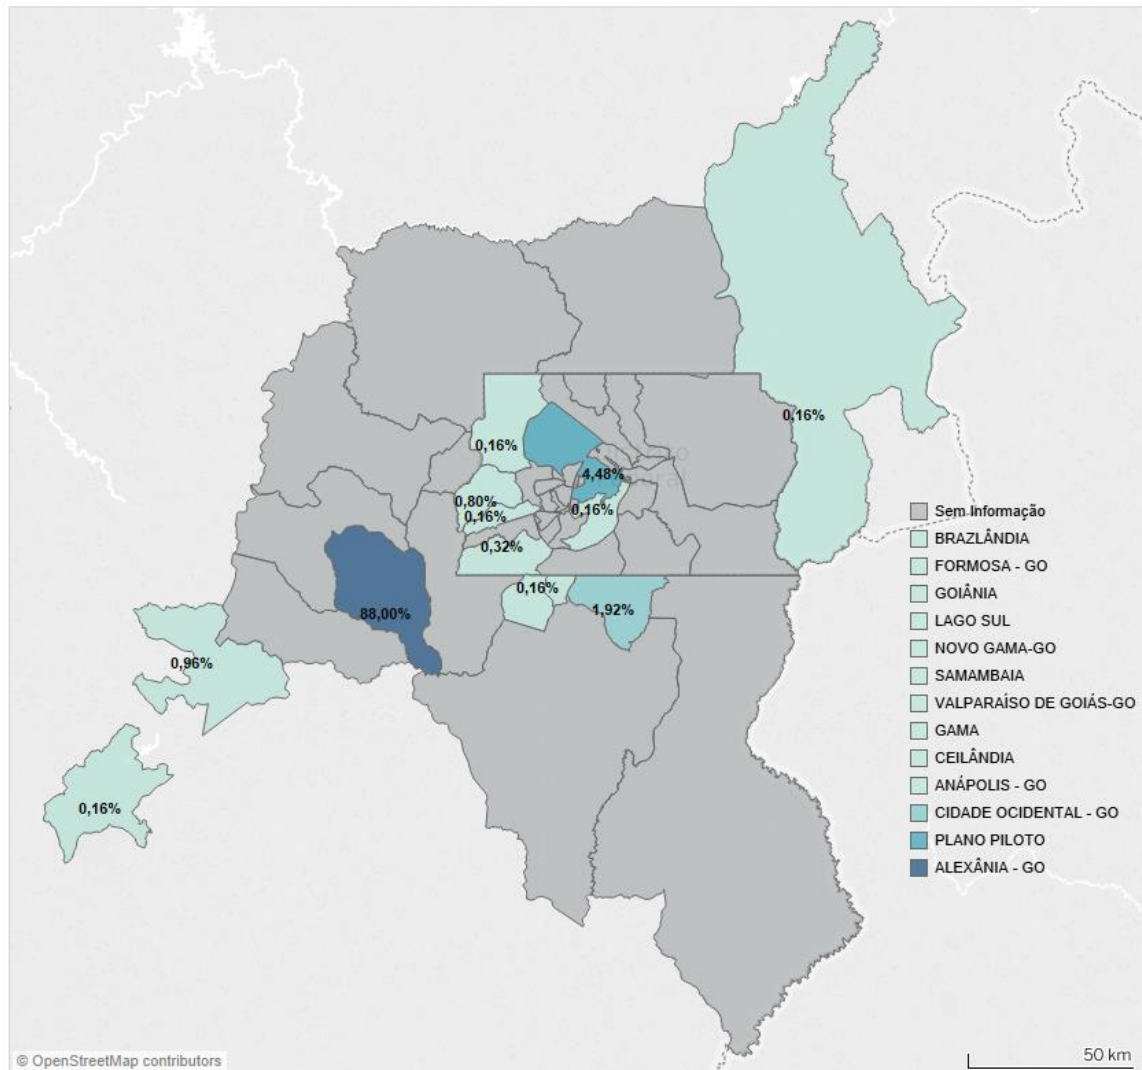 0,16%
0,16%
4,48%
0,80%
0,16%
0,16%
0,32%
0,16%
1,92%
88,00%
0,96%
0,16%
Sem Informação
BRAZLÂNDIA
FORMOSA - GO
GOIÂNIA
LAGO SUL
NOVO GAMA-GO
SAMAMBAIA
VALPARAÍSO DE GOIÁS-GO
GAMA
CEILÂNDIA
ANÁPOLIS - GO
CIDADE OCIDENTAL - GO
PLANO PILOTO
ALEXÂNIA - GO
© OpenStreetMap contributors
50 km